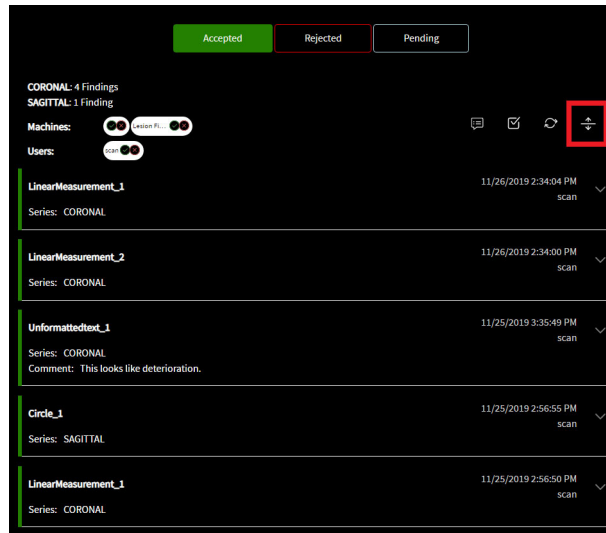 Accepted Rejected Pending
CORONAL: 4 Findings
SAGITTAL: 1 Finding
Machines: Lesion Fi...
Users: scan
LinearMeasurement_1 11/26/2019 2:34:04 PM
scan
Series: CORONAL
LinearMeasurement_2 11/26/2019 2:34:00 PM
scan
Series: CORONAL
Unformattedtext_1 11/25/2019 3:35:49 PM
scan
Series: CORONAL
Comment: This looks like deterioration.
Circle_1 11/25/2019 2:56:55 PM
scan
Series: SAGITTAL
LinearMeasurement_1 11/25/2019 2:56:50 PM
scan
Series: CORONAL